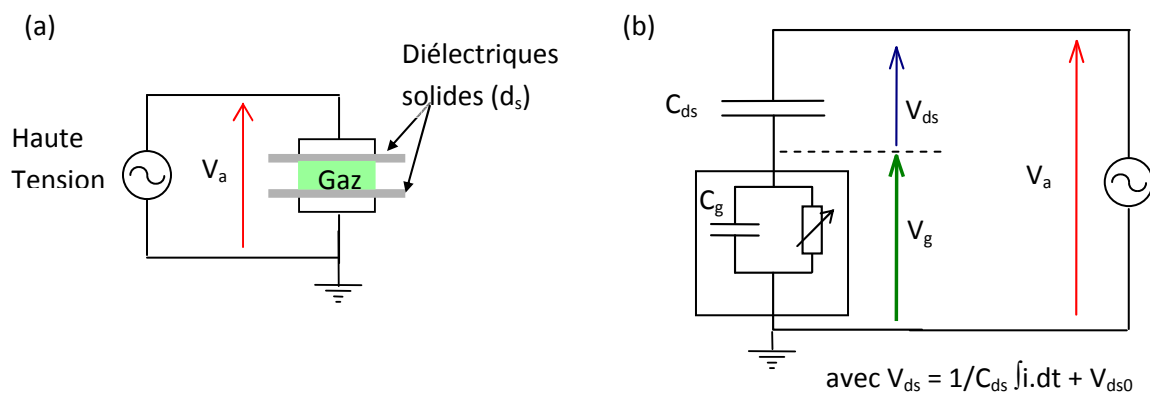 (a)
Diélectriques
solides (ds)
Haute
Tension
Va
Gaz
(b)
Cds
Vds
Cg
Vg
Va
avec Vds = 1/Cds ∫i.dt + Vds0